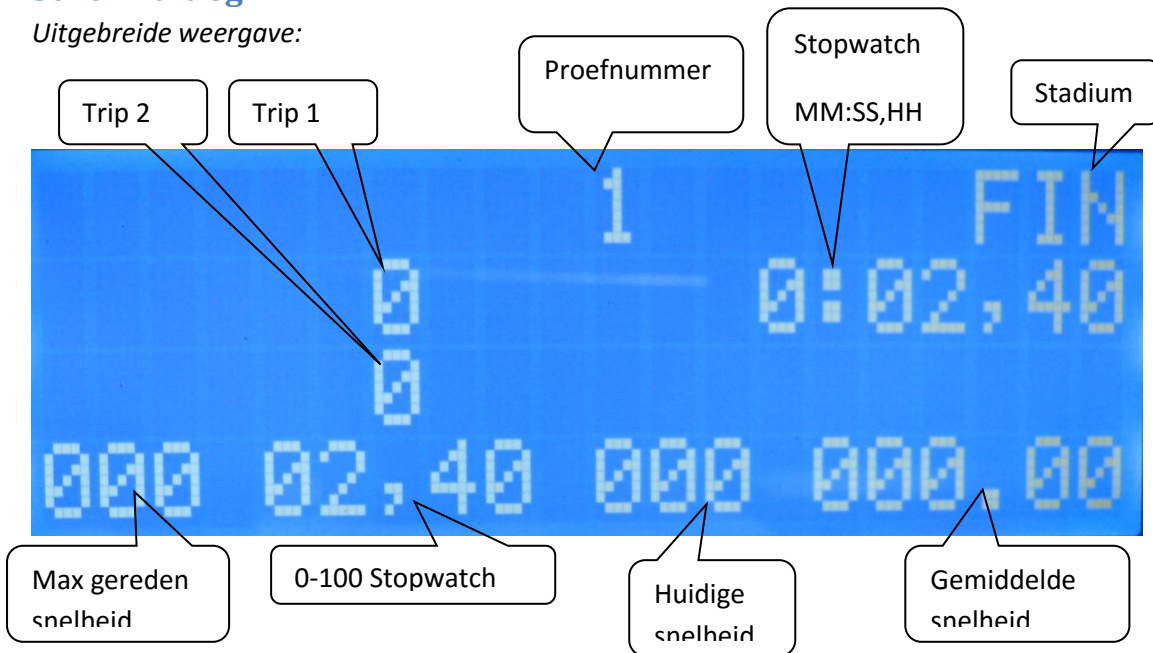 Uitgebreide weergave:
Trip 2
Trip 1
Proefnummer
Stopwatch
MM:SS,HH
Stadium
1 FIN
0 0:02,40
0
000 02,40 000 000.00
Max gereden
snelheid
0-100 Stopwatch
Huidige
snelheid
Gemiddelde
snelheid